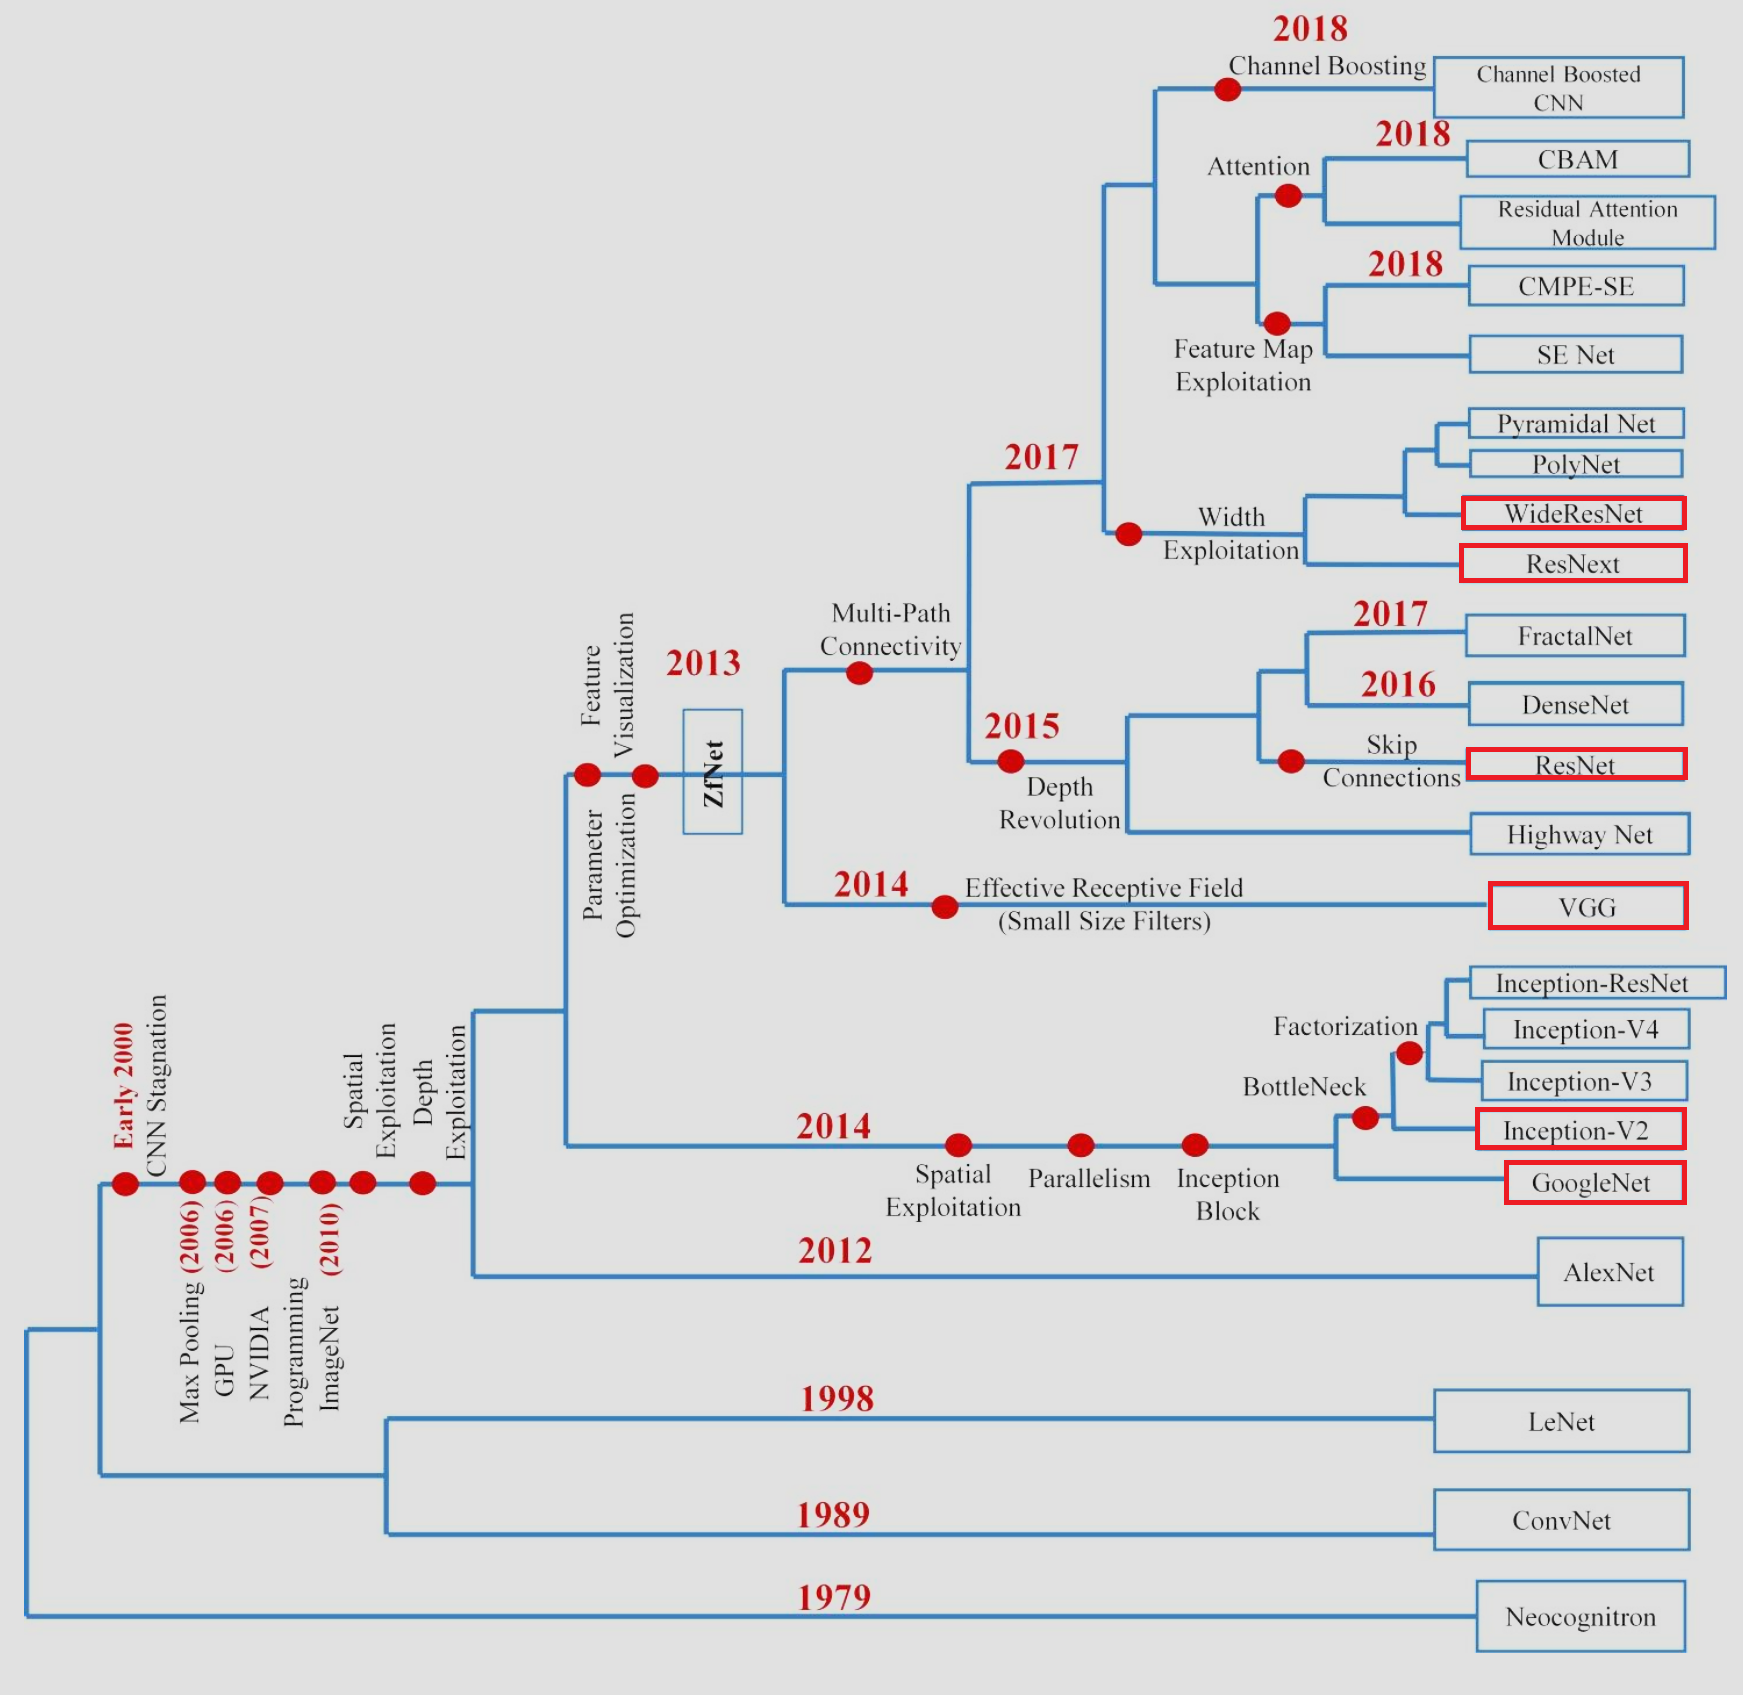 2018
Channel Boosting
Channel Boosted
CNN
2018
CBAM
Attention
Residual Attention
Module
2018
CMPE-SE
Feature Map
Exploitation
SE Net
Pyramidal Net
PolyNet
2017
Width
Exploitation
WideResNet
ResNext
2017
FractalNet
Multi-Path
Connectivity
Feature
Visualization
2013
2016
DenseNet
2015
Skip
Connections
ResNet
ZfNet
Depth
Revolution
Highway Net
Parameter
Optimization
2014
Effective Receptive Field
(Small Size Filters)
VGG
Inception-ResNet
Factorization
Inception-V4
Inception-V3
BottleNeck
Inception-V2
2014
Spatial
Exploitation
Parallelism
Inception
Block
GoogleNet
Early 2000
CNN Stagnation
Spatial
Exploitation
Depth
Exploitation
Max Pooling (2006)
GPU (2006)
NVIDIA (2007)
Programming
ImageNet (2010)
2012
AlexNet
1998
LeNet
1989
ConvNet
1979
Neocognitron